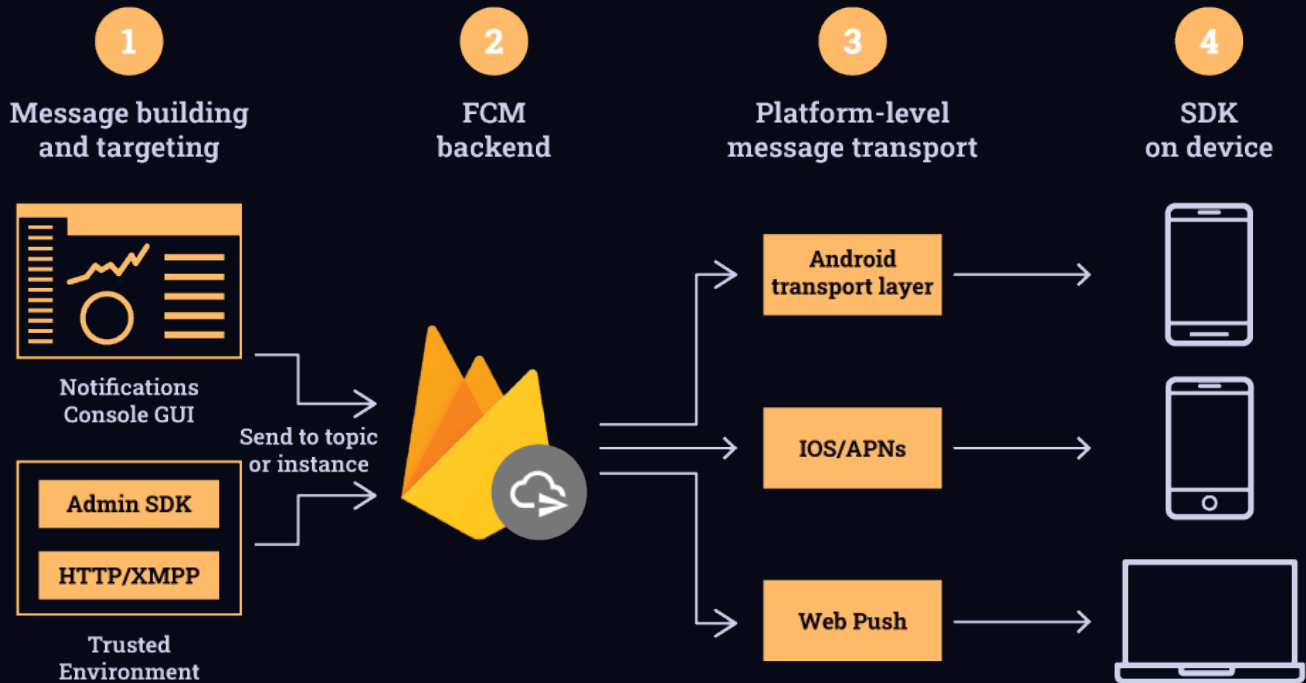 1
Message building
and targeting
2
FCM
backend
3
Platform-level
message transport
4
SDK
on device
Notifications
Console GUI
Send to topic
or instance
Admin SDK
HTTP/XMPP
Trusted
Environment
Android
transport layer
IOS/APNs
Web Push